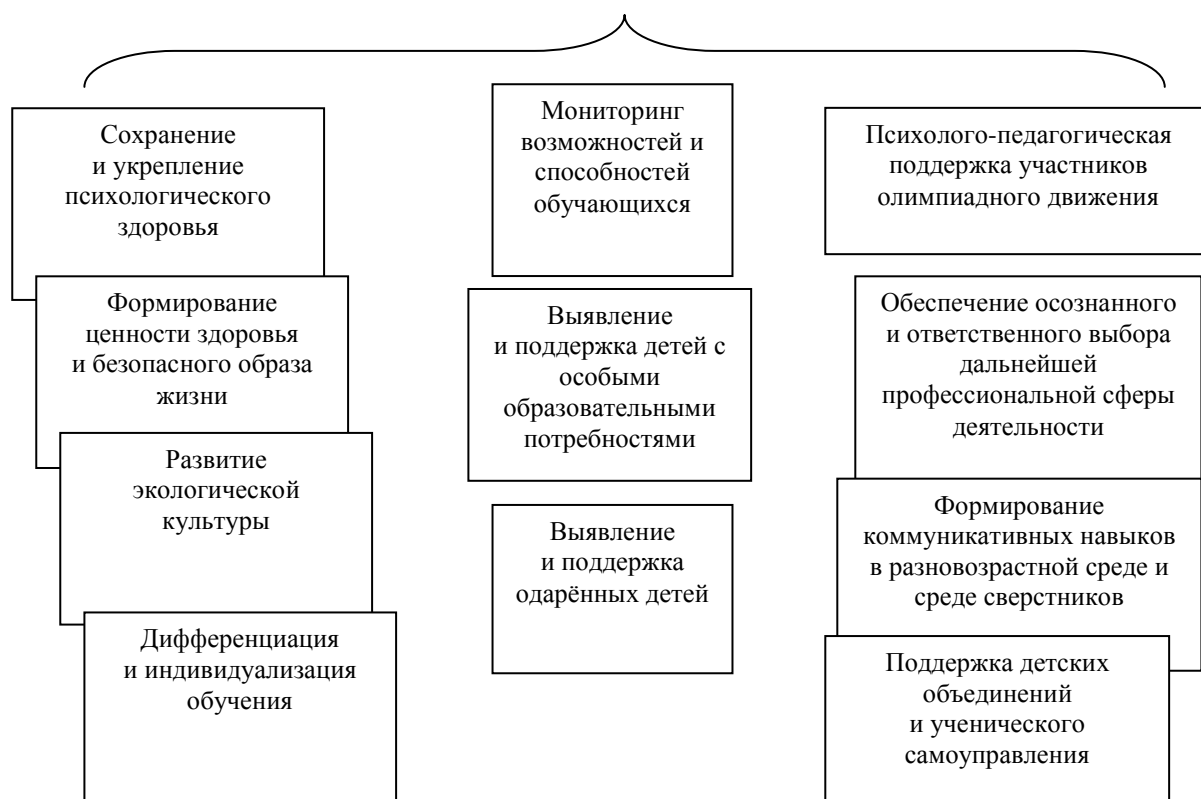 Сохранение
и укрепление
психологического
здоровья
Формирование
ценности здоровья
и безопасного образа
жизни
Развитие
экологической
культуры
Дифференциация
и индивидуализация
обучения
Мониторинг
возможностей и
способностей
обучающихся
Выявление
и поддержка детей с
особыми
образовательными
потребностями
Выявление
и поддержка
одарённых детей
Психолого-педагогическая
поддержка участников
олимпиадного движения
Обеспечение осознанного
и ответственного выбора
дальнейшей
профессиональной сферы
деятельности
Формирование
коммуникативных навыков
в разновозрастной среде и
среде сверстников
Поддержка детских
объединений
и ученического
самоуправления